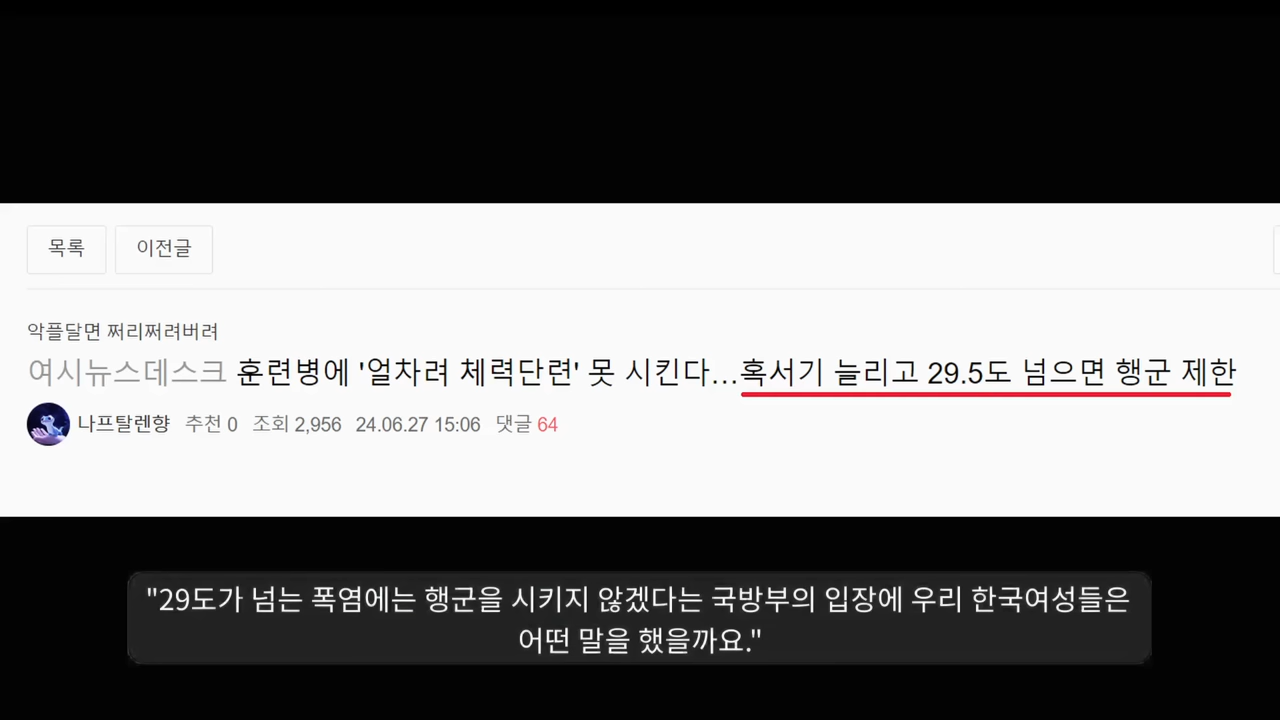 목록
이전글
악플달면 쩌리쩌려버려
여시뉴스데스크 훈련병에 '얼차려 체력단련' 못 시킨다…혹서기 늘리고 29.5도 넘으면 행군 제한
나프탈렌향 추천 0 조회 2,956 24.06.27 15:06 댓글 64
"29도가 넘는 폭염에는 행군을 시키지 않겠다는 국방부의 입장에 우리 한국여성들은
어떤 말을 했을까요."